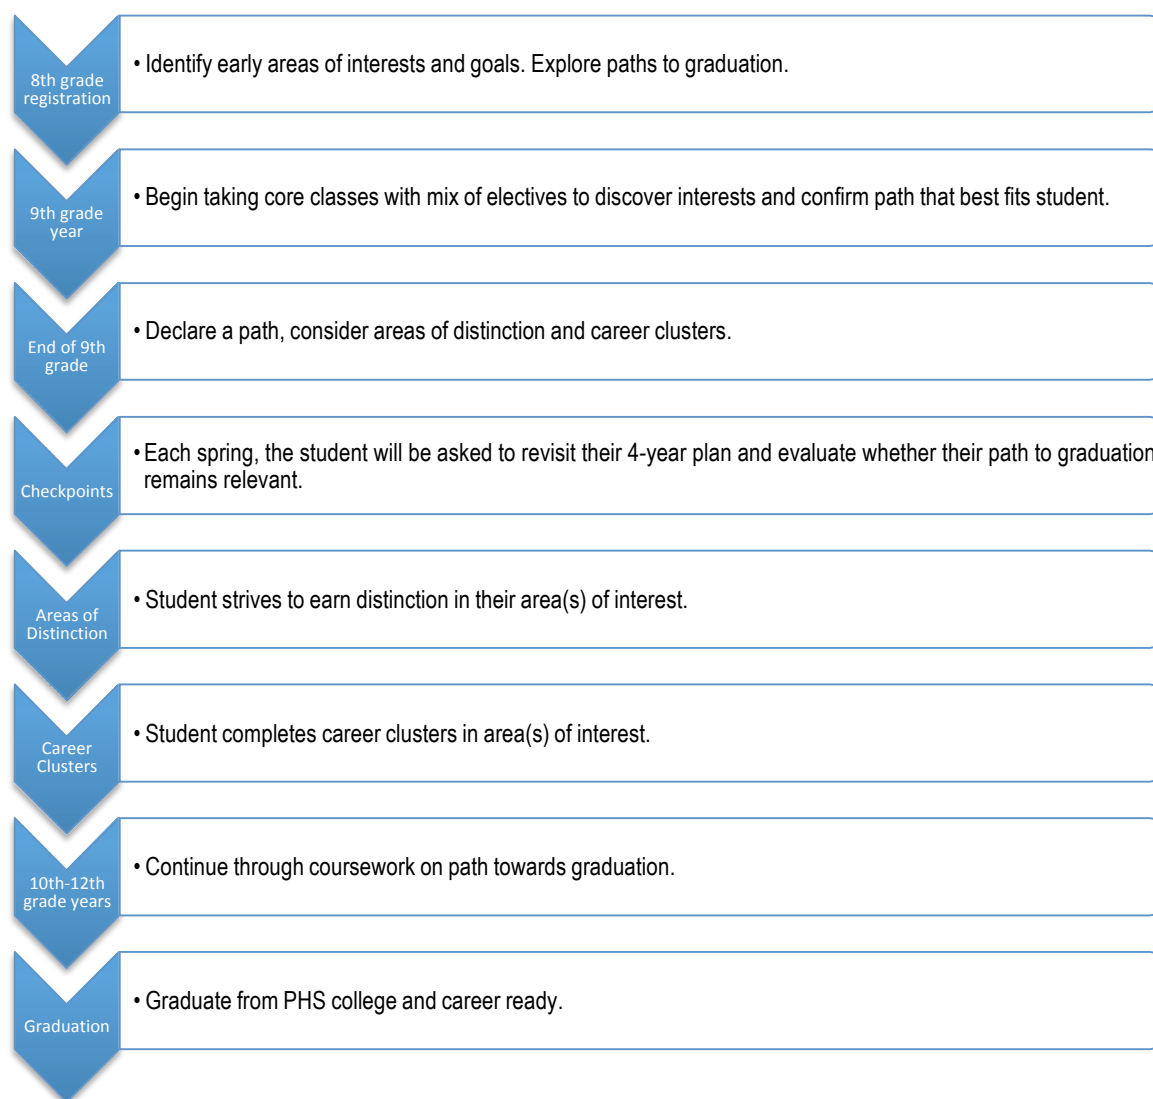 8th grade
registration
• Identify early areas of interests and goals. Explore paths to graduation.
9th grade
year
• Begin taking core classes with mix of electives to discover interests and confirm path that best fits student.
End of 9th
grade
• Declare a path, consider areas of distinction and career clusters.
Checkpoints
• Each spring, the student will be asked to revisit their 4-year plan and evaluate whether their path to graduation
remains relevant.
Areas of
Distinction
• Student strives to earn distinction in their area(s) of interest.
Career
Clusters
• Student completes career clusters in area(s) of interest.
10th-12th
grade years
• Continue through coursework on path towards graduation.
Graduation
• Graduate from PHS college and career ready.